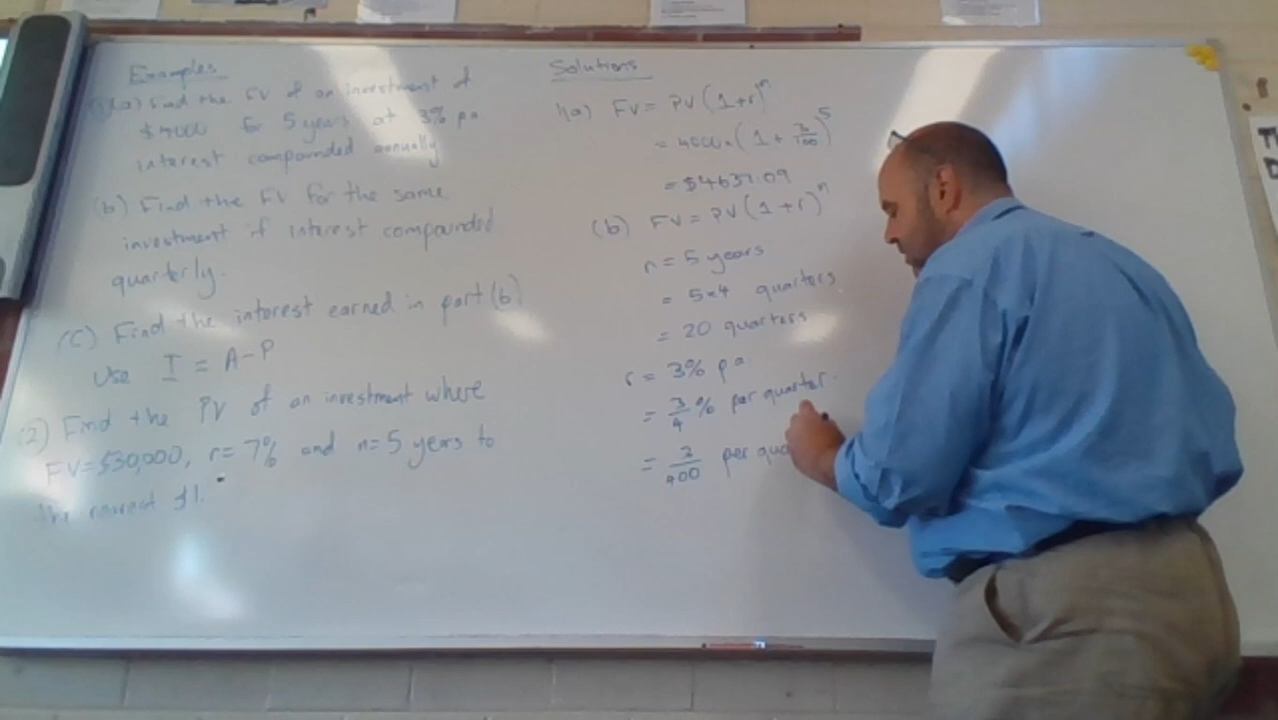 Examples
1(a) Find the FV of an investment of
$4000 for 5 years at 3% pa
interest compounded annually
(b) Find the FV for the same
investment if interest compounded
quarterly.
(c) Find the interest earned in part (b)
Use I = A-P
(2) Find the PV of an investment where
FV=$30,000, r= 7% and n=5 years to
the nearest $1.
Solutions
1(a) FV= PV(1+r)^n
= 4000×(1 + 3/100)^5
= $4637.09
(b) FV = PV(1+r)^n
n = 5 years
= 5×4 quarters
= 20 quarters
r = 3% pa
= 3/4 % per quarter
= 3/400 per qua